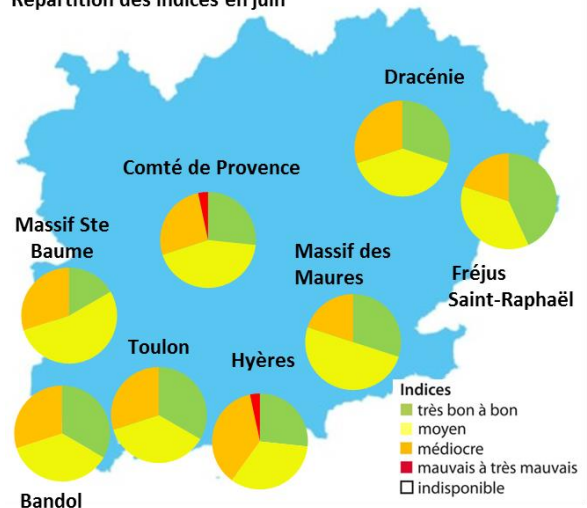 Répartition des indices en juin
Dracénie
Comté de Provence
Massif Ste
Baume
Massif des
Maures
Fréjus
Saint-Raphaël
Toulon
Hyères
Bandol
Indices
très bon à bon
moyen
médiocre
mauvais à très mauvais
indisponible